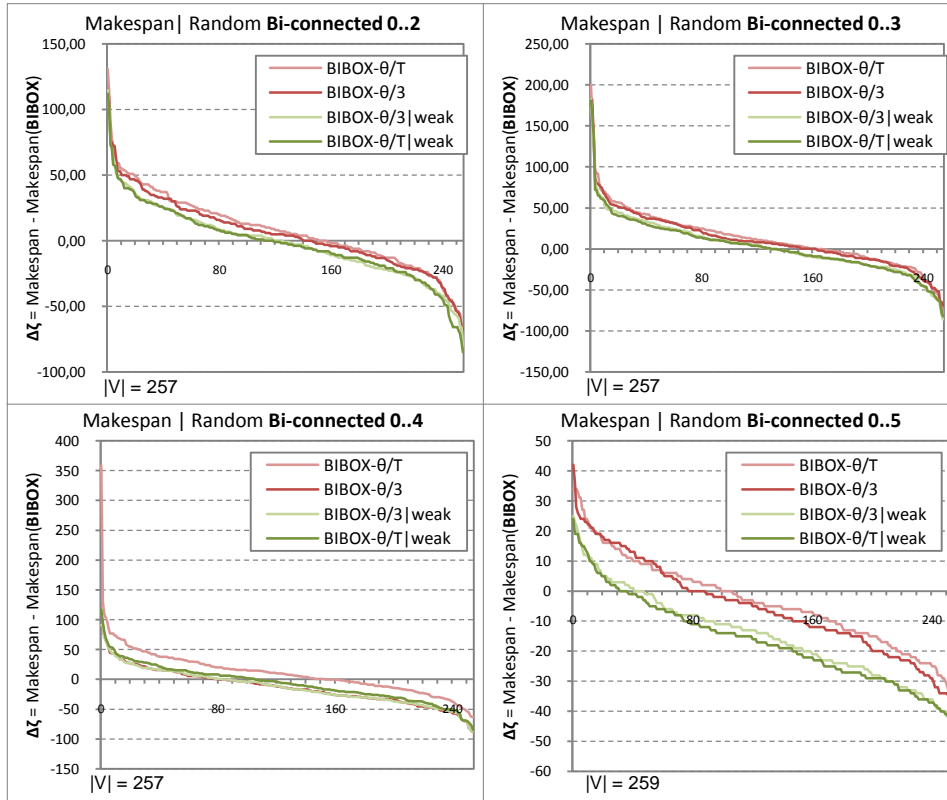 Makespan| Random Bi-connected 0..2
Δζ = Makespan - Makespan(BIBOX)
150,00
100,00
50,00
0,00
-50,00
-100,00
0
80
160
240
BIBOX-θ/T
BIBOX-θ/3
BIBOX-θ/3|weak
BIBOX-θ/T|weak
|V| = 257
Makespan | Random Bi-connected 0..3
Δζ = Makespan - Makespan(BIBOX)
250,00
200,00
150,00
100,00
50,00
0,00
-50,00
-100,00
-150,00
0
80
160
240
BIBOX-θ/T
BIBOX-θ/3
BIBOX-θ/3|weak
BIBOX-θ/T|weak
|V| = 257
Makespan | Random Bi-connected 0..4
Δζ = Makespan - Makespan(BIBOX)
400
350
300
250
200
150
100
50
0
-50
-100
-150
0
80
160
240
BIBOX-θ/T
BIBOX-θ/3
BIBOX-θ/3|weak
BIBOX-θ/T|weak
|V| = 257
Makespan | Random Bi-connected 0..5
Δζ = Makespan - Makespan(BIBOX)
50
40
30
20
10
0
-10
-20
-30
-40
-50
-60
0
80
160
240
BIBOX-θ/T
BIBOX-θ/3
BIBOX-θ/3|weak
BIBOX-θ/T|weak
|V| = 259